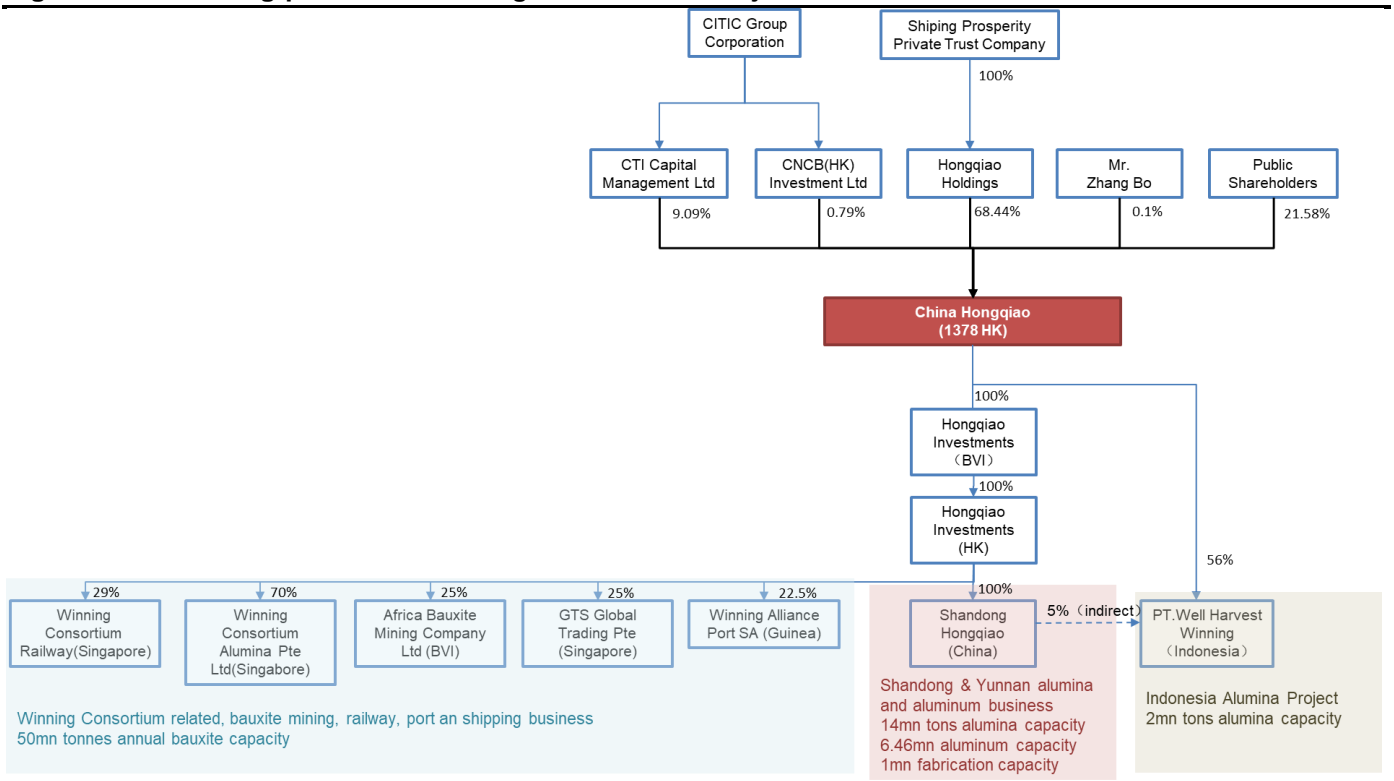 CITIC Group
Corporation
Shiping Prosperity
Private Trust Company
100%
CTI Capital
Management Ltd
CNCB(HK)
Investment Ltd
Hongqiao
Holdings
Mr.
Zhang Bo
Public
Shareholders
9.09%
0.79%
68.44%
0.1%
21.58%
China Hongqiao
(1378 HK)
100%
Hongqiao
Investments
（BVI）
100%
Hongqiao
Investments
(HK)
56%
29%
70%
25%
25%
22.5%
100%
Winning
Consortium
Railway(Singapore)
Winning
Consortium
Alumina Pte
Ltd(Singabore)
Africa Bauxite
Mining Company
Ltd (BVI)
GTS Global
Trading Pte
(Singapore)
Winning Alliance
Port SA (Guinea)
Shandong
Hongqiao
(China)
5%（indirect）
PT.Well Harvest
Winning
（Indonesia）
Winning Consortium related, bauxite mining, railway, port an shipping business
50mn tonnes annual bauxite capacity
Shandong & Yunnan alumina
and aluminum business
14mn tons alumina capacity
6.46mn aluminum capacity
1mn fabrication capacity
Indonesia Alumina Project
2mn tons alumina capacity